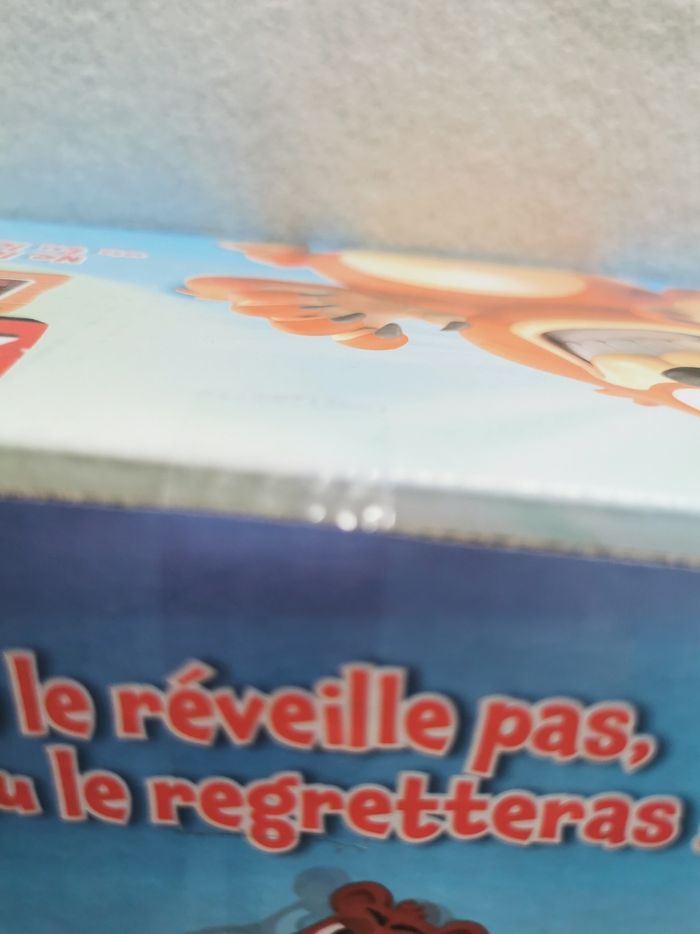 le réveille pas,
u le regretteras